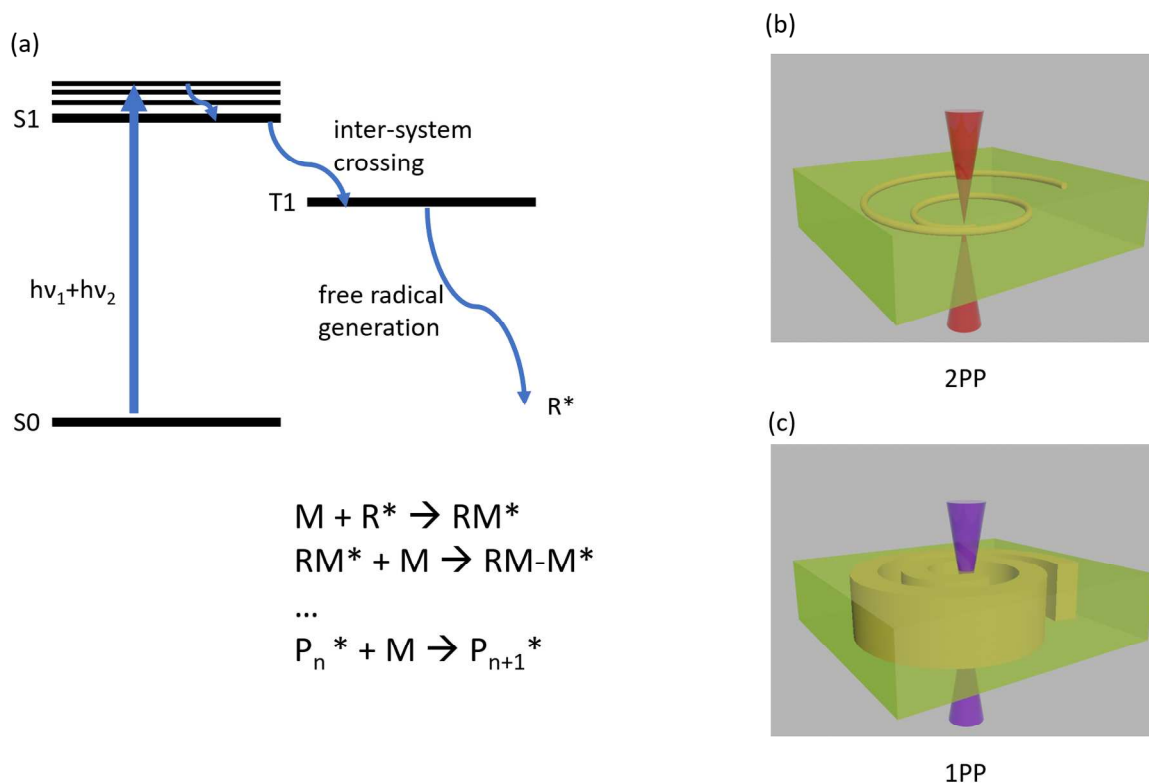 (a)
S1
inter-system
crossing
T1
hν₁+hν₂
free radical
generation
S0
R*
M + R* → RM*
RM* + M → RM-M*
...
Pₙ* + M → Pₙ₊₁*
(b)
2PP
(c)
1PP